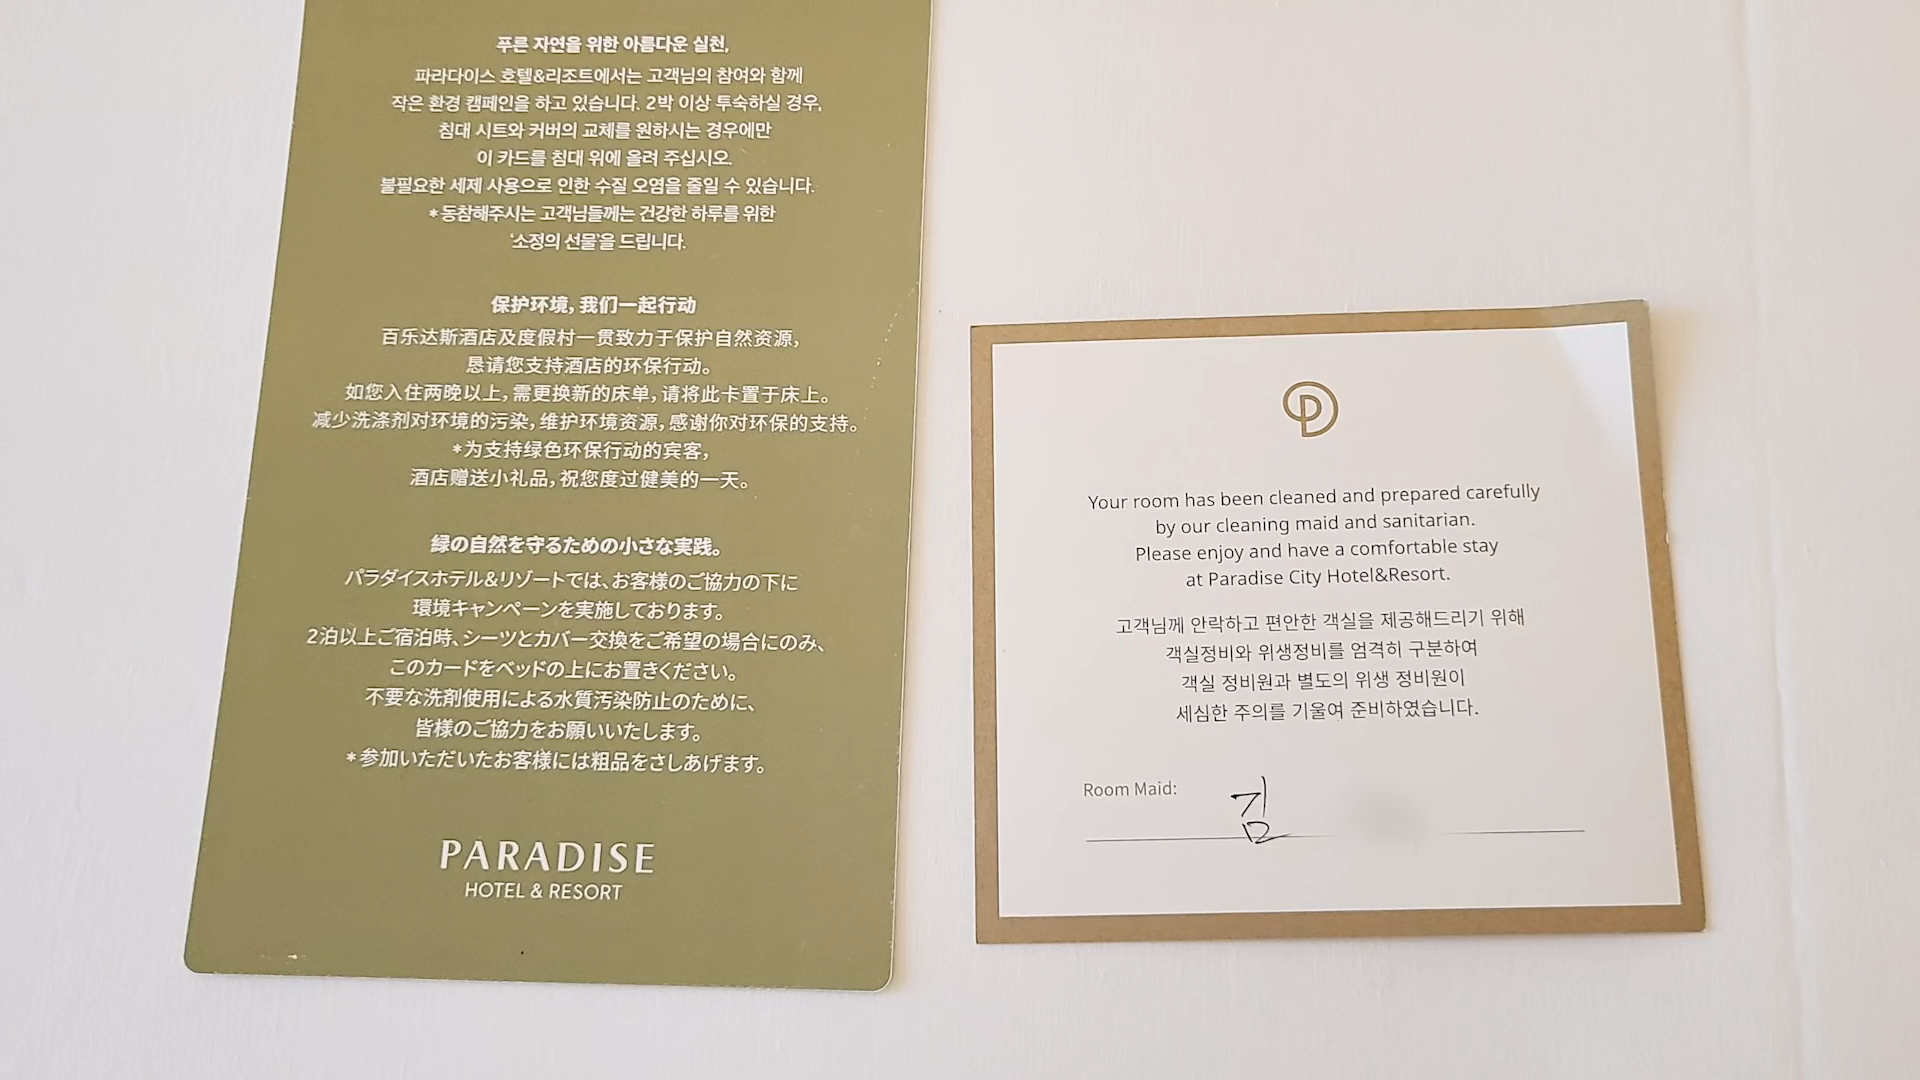 푸른 자연을 위한 아름다운 실천,
파라다이스 호텔&리조트에서는 고객님의 참여와 함께
작은 환경 캠페인을 하고 있습니다. 2박 이상 투숙하실 경우,
침대 시트와 커버의 교체를 원하시는 경우에만
이 카드를 침대 위에 올려 주십시오.
불필요한 세제 사용으로 인한 수질 오염을 줄일 수 있습니다.
*동참해주시는 고객님들께는 건강한 하루를 위한
'소정의 선물'을 드립니다.
保护环境, 我们一起行动
百乐达斯酒店及度假村一贯致力于保护自然资源,
恳请您支持酒店的环保行动。
如您入住两晚以上, 需更换新的床单, 请将此卡置于床上。
减少洗涤剂对环境的污染, 维护环境资源, 感谢你对环保的支持。
*为支持绿色环保行动的宾客,
酒店赠送小礼品, 祝您度过健美的一天。
緑の自然を守るための小さな実践。
パラダイスホテル&リゾートでは、お客様のご協力の下に
環境キャンペーンを実施しております。
2泊以上ご宿泊時、シーツとカバー交換をご希望の場合にのみ、
このカードをベッドの上にお置きください。
不要な洗剤使用による水質汚染防止のために、
皆様のご協力をお願いいたします。
*参加いただいたお客様には粗品をさしあげます。
PARADISE
HOTEL & RESORT
Your room has been cleaned and prepared carefully
by our cleaning maid and sanitarian.
Please enjoy and have a comfortable stay
at Paradise City Hotel&Resort.
고객님께 안락하고 편안한 객실을 제공해드리기 위해
객실정비와 위생정비를 엄격히 구분하여
객실 정비원과 별도의 위생 정비원이
세심한 주의를 기울여 준비하였습니다.
Room Maid: 김